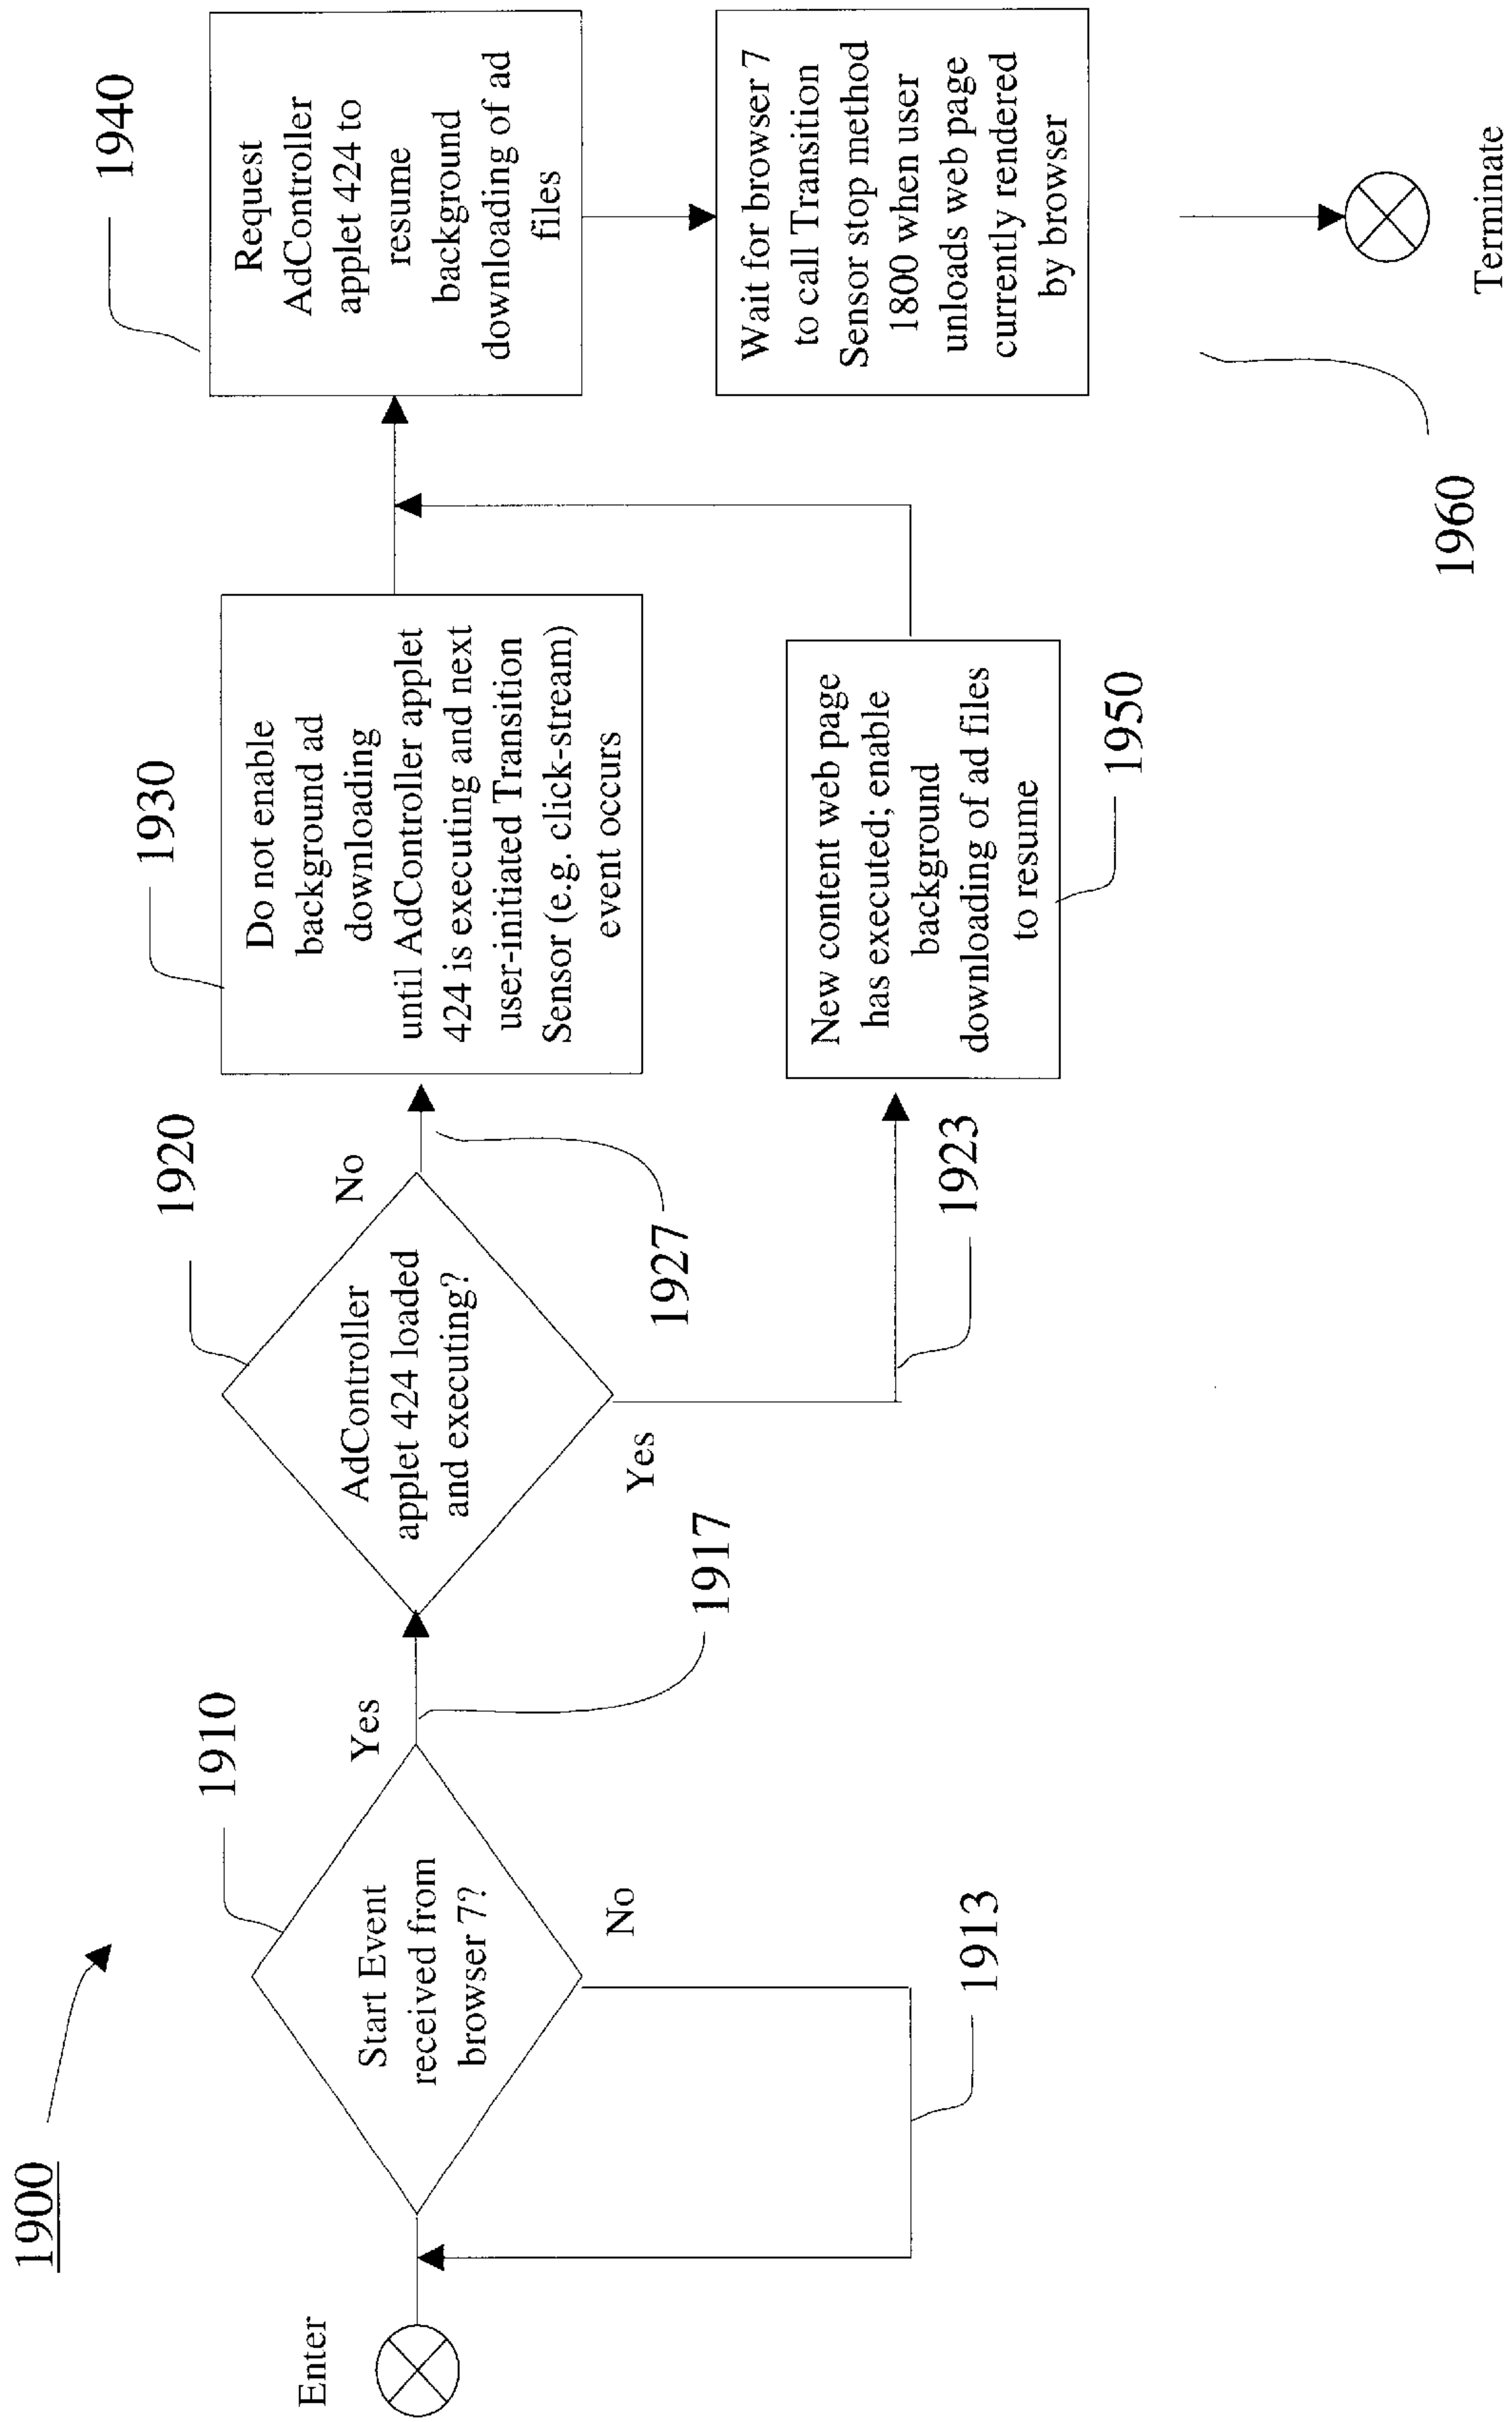 1900
Enter
1910
Start Event
received from
browser 7?
Yes
No
1913
1917
1920
AdController
applet 424 loaded
and executing?
No
Yes
1927
1923
1930
Do not enable
background ad
downloading
until AdController applet
424 is executing and next
user-initiated Transition
Sensor (e.g. click-stream)
event occurs
New content web page
has executed; enable
background
downloading of ad files
to resume
1950
1940
Request
AdController
applet 424 to
resume
background
downloading of ad
files
Wait for browser 7
to call Transition
Sensor stop method
1800 when user
unloads web page
currently rendered
by browser
1960
Terminate